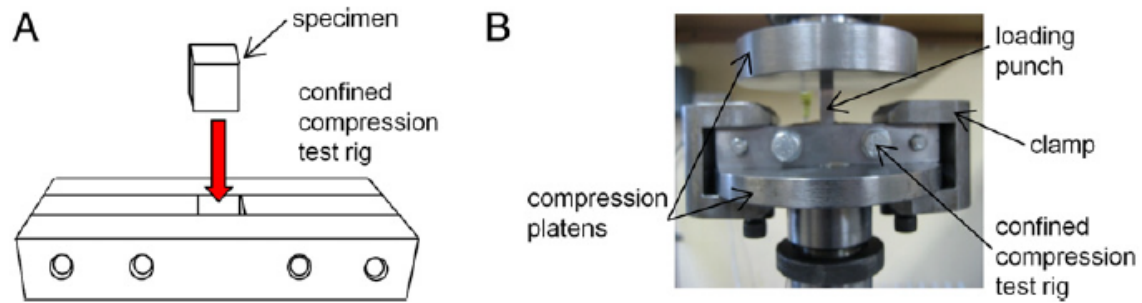 A
specimen
confined
compression
test rig
B
loading
punch
clamp
compression
platens
confined
compression
test rig